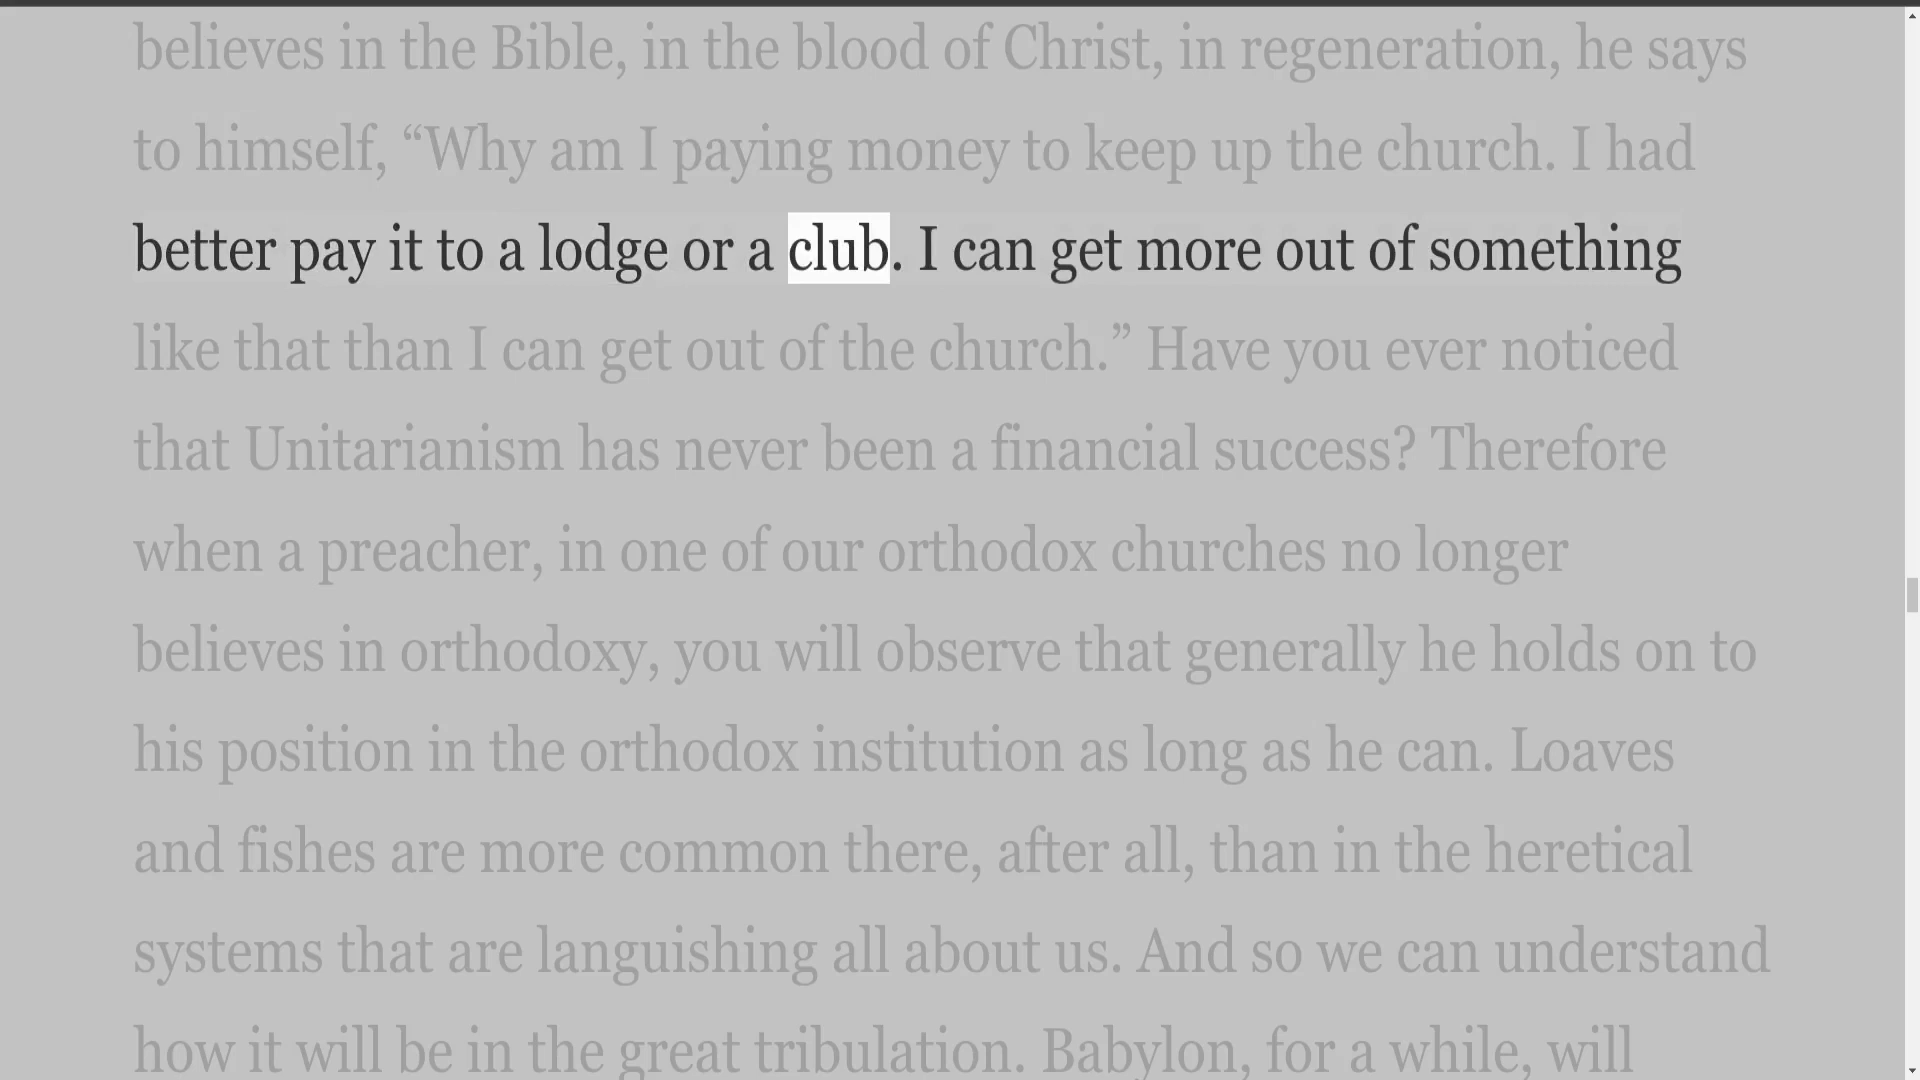 believes in the Bible, in the blood of Christ, in regeneration, he says
to himself, “Why am I paying money to keep up the church. I had
better pay it to a lodge or a club. I can get more out of something
like that than I can get out of the church.” Have you ever noticed
that Unitarianism has never been a financial success? Therefore
when a preacher, in one of our orthodox churches no longer
believes in orthodoxy, you will observe that generally he holds on to
his position in the orthodox institution as long as he can. Loaves
and fishes are more common there, after all, than in the heretical
systems that are languishing all about us. And so we can understand
how it will be in the great tribulation. Babylon, for a while, will